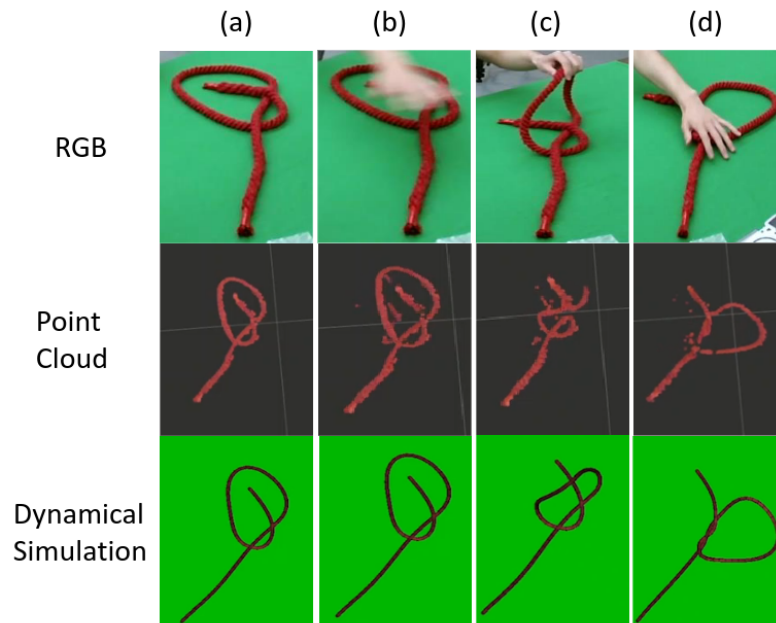 (a) (b) (c) (d)
RGB
Point
Cloud
Dynamical
Simulation